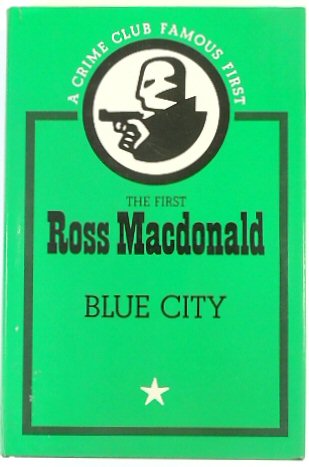 A CRIME CLUB FAMOUS FIRST
THE FIRST
Ross Macdonald
BLUE CITY